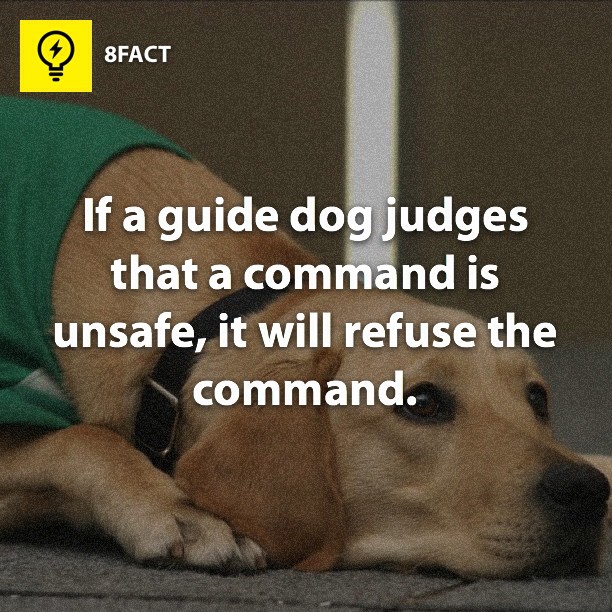 8FACT
If a guide dog judges
that a command is
unsafe, it will refuse the
command.